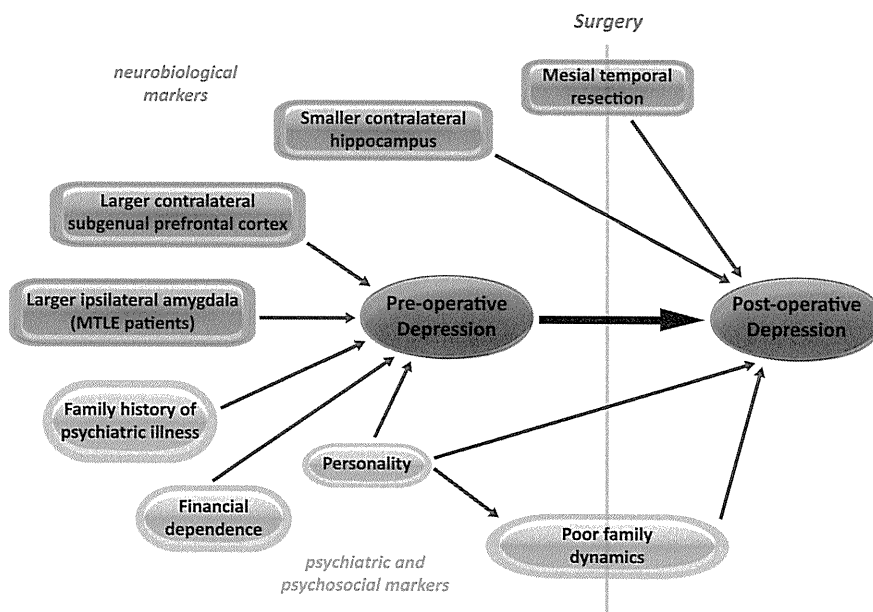 Surgery
neurobiological
markers
Mesial temporal
resection
Smaller contralateral
hippocampus
Larger contralateral
subgenual prefrontal cortex
Larger ipsilateral amygdala
(MTLE patients)
Pre-operative
Depression
Post-operative
Depression
Family history of
psychiatric illness
Personality
Financial
dependence
Poor family
dynamics
psychiatric and
psychosocial markers